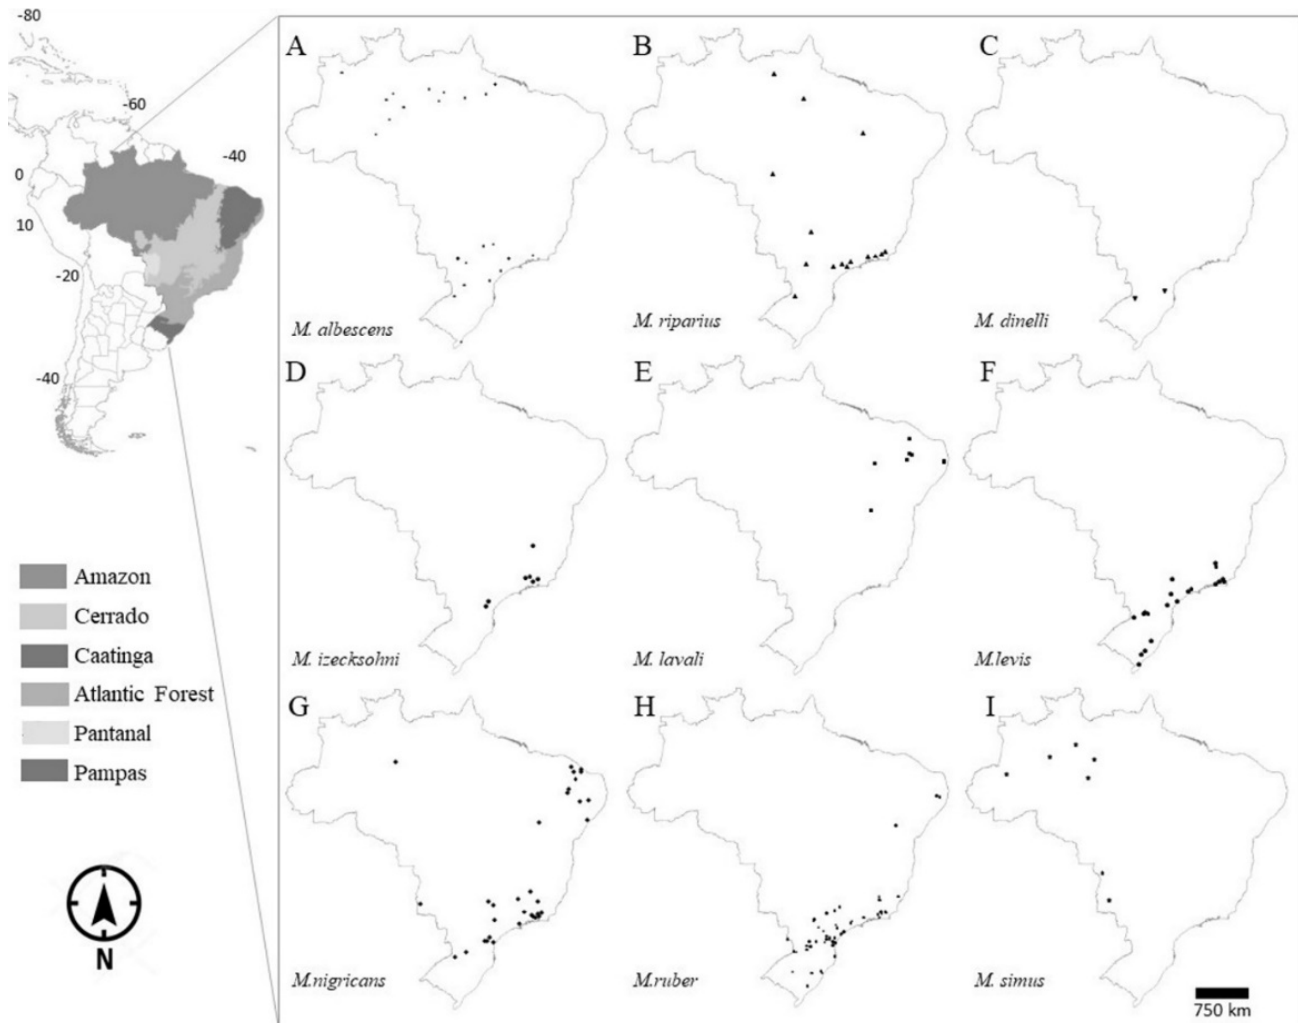 -80
-60
-40
0
10
-20
-40
Amazon
Cerrado
Caatinga
Atlantic Forest
Pantanal
Pampas
N
A
M. albescens
B
M. riparius
C
M. dinelli
D
M. izecksohni
E
M. lavali
F
M.levis
G
M.nigricans
H
M.ruber
I
M. simus
750 km